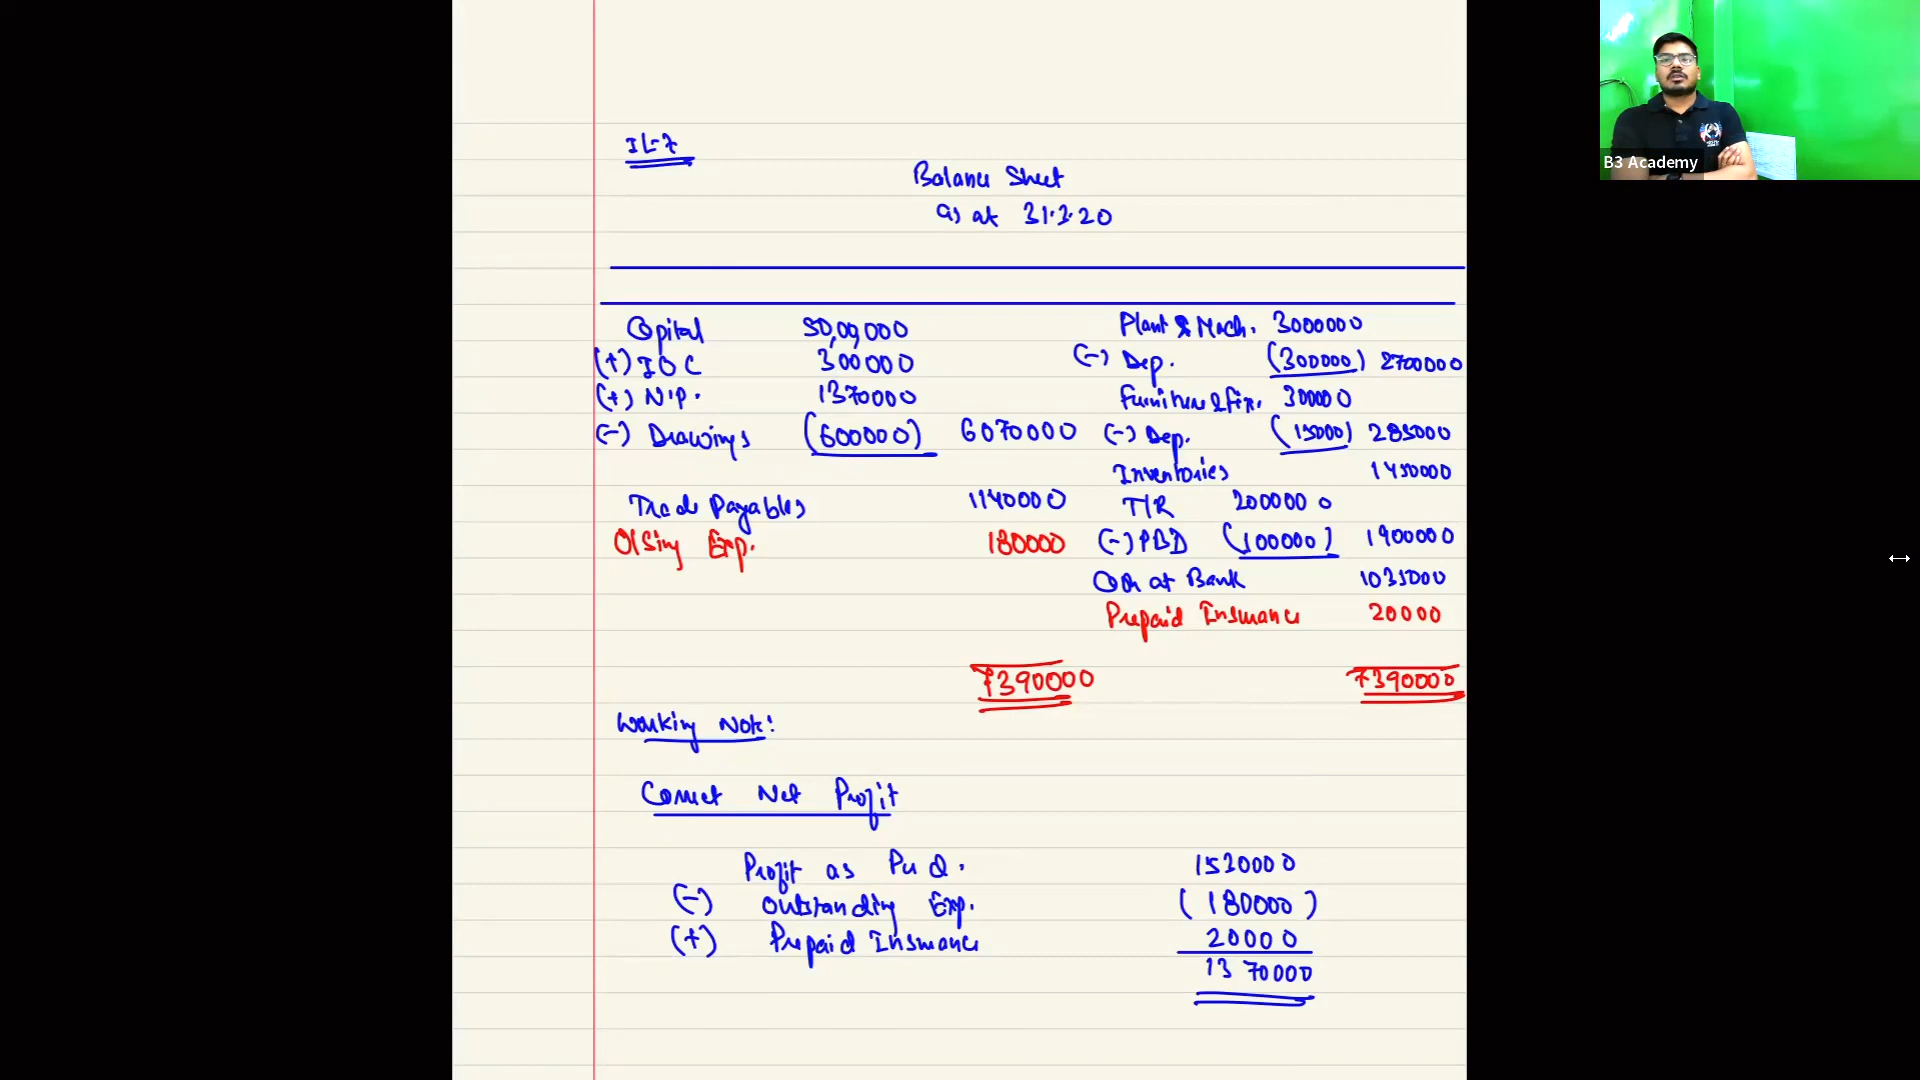 IL-7
Balance Sheet
as at 31.3.20
Capital 50,00,000 Plant & Mach. 3000000
(+) IOC 300000 (-) Dep. (300000) 2700000
(+) N.P. 1370000 Furniture & Fix. 300000
(-) Drawings (600000) 6070000 (-) Dep. (15000) 285000
Inventories 1450000
Trade Payables 1140000 T/R 2000000
O/Sing Exp. 180000 (-) PBD (100000) 1900000
Cash at Bank 1035000
Prepaid Insurance 20000
7390000 7390000
Working Note:
Correct Net Profit
Profit as Per Q. 1530000
(-) Outstanding Exp. (180000)
(+) Prepaid Insurance 20000
1370000
B3 Academy